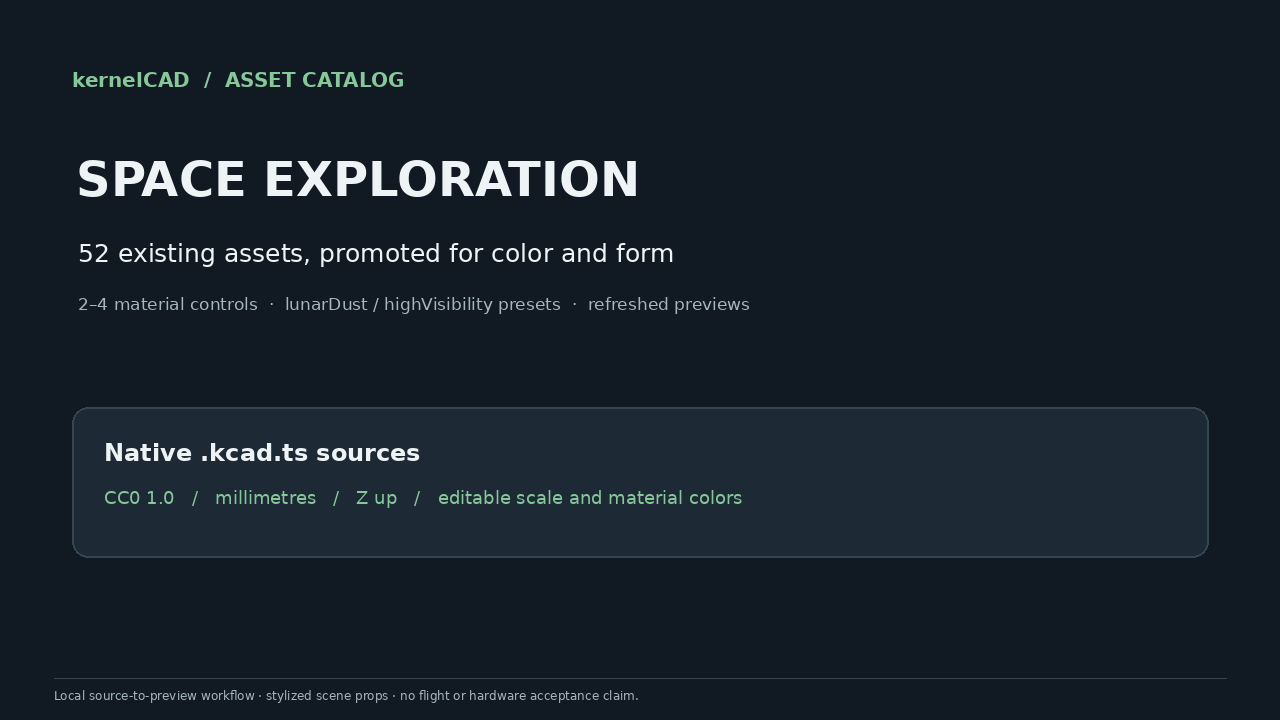 kernelCAD / ASSET CATALOG
SPACE EXPLORATION
52 existing assets, promoted for color and form
2–4 material controls · lunarDust / highVisibility presets · refreshed previews
Native .kcad.ts sources
CC0 1.0 / millimetres / Z up / editable scale and material colors
Local source-to-preview workflow · stylized scene props · no flight or hardware acceptance claim.